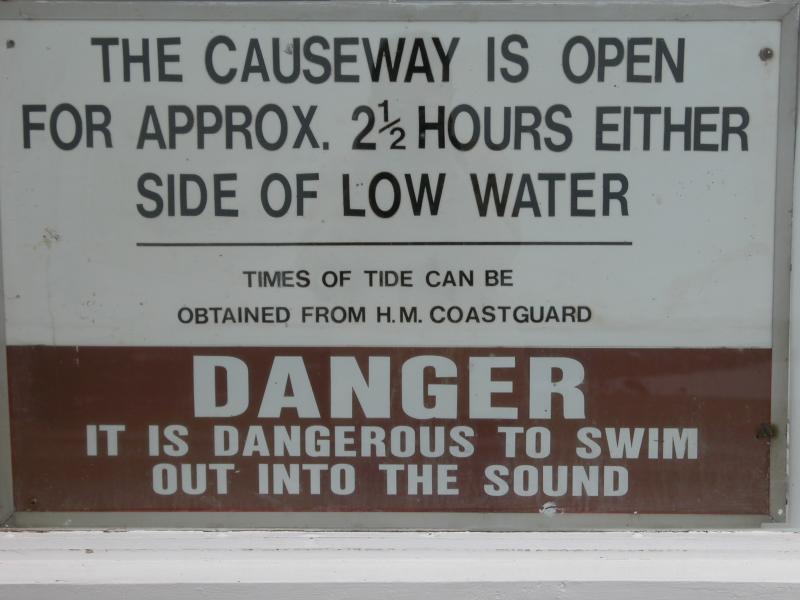 THE CAUSEWAY IS OPEN
FOR APPROX. 2½ HOURS EITHER
SIDE OF LOW WATER
TIMES OF TIDE CAN BE
OBTAINED FROM H.M. COASTGUARD
DANGER
IT IS DANGEROUS TO SWIM
OUT INTO THE SOUND